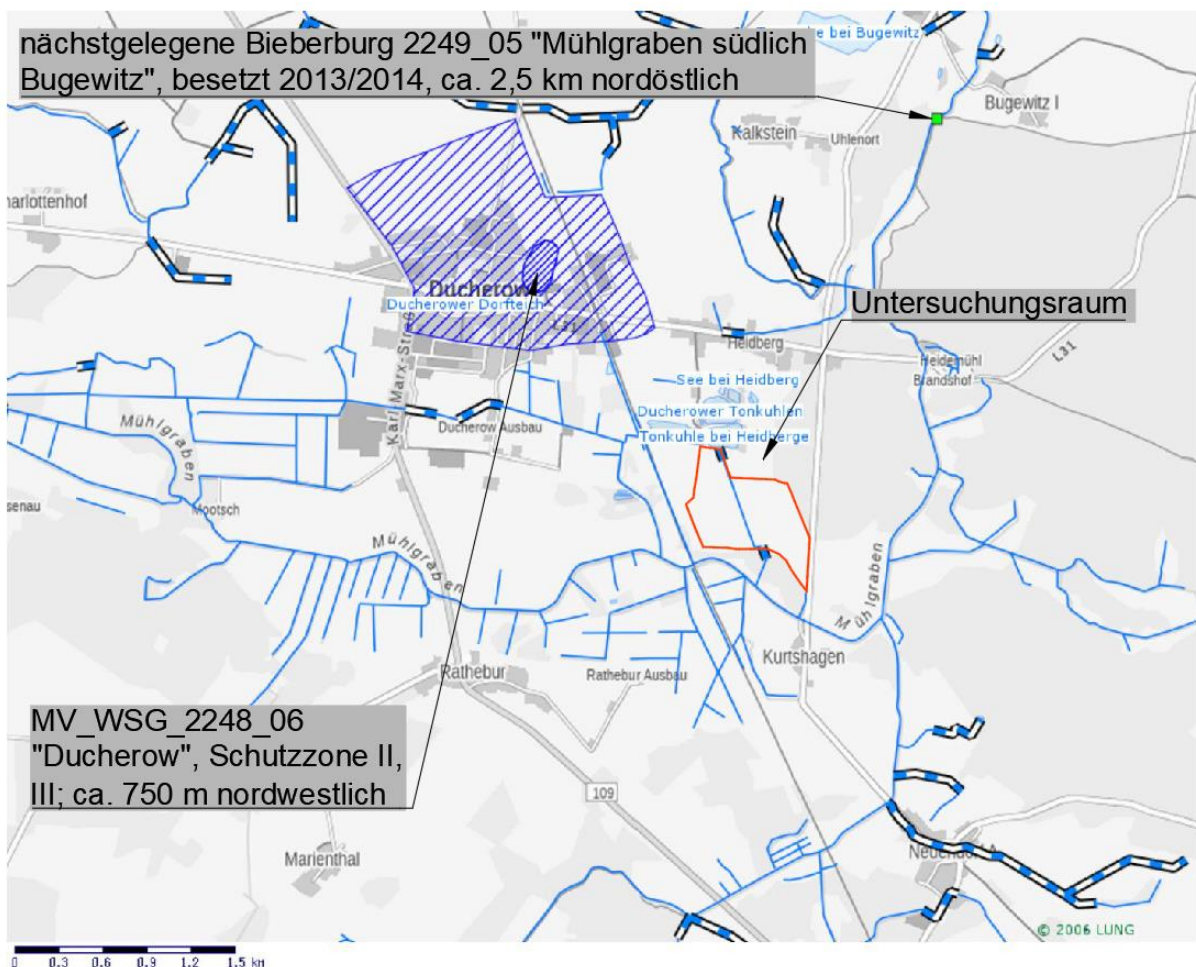 nächstgelegene Bieberburg 2249_05 "Mühlgraben südlich
Bugewitz", besetzt 2013/2014, ca. 2,5 km nordöstlich
bei Bugewitz
Bugewitz I
Kalkstein
Uhlenort
harlottenhof
Ducherow
Ducherower Dorfteich
L31
Untersuchungsraum
Heidberg
Heidemühl
Brandshof
L31
See bei Heidberg
Ducherower Tonkuhlen
Tonkuhle bei Heidberge
Karl-Marx-Straß
Ducherow Ausbau
Mühlgraben
Mootsch
senau
Mühlgraben
Mühlgraben
Kurtshagen
Rathebur
Rathebur Ausbau
MV_WSG_2248_06
"Ducherow", Schutzzone II,
III; ca. 750 m nordwestlich
109
Marienthal
Neuendorf A
© 2006 LUNG
0 0.3 0.6 0.9 1.2 1.5 km